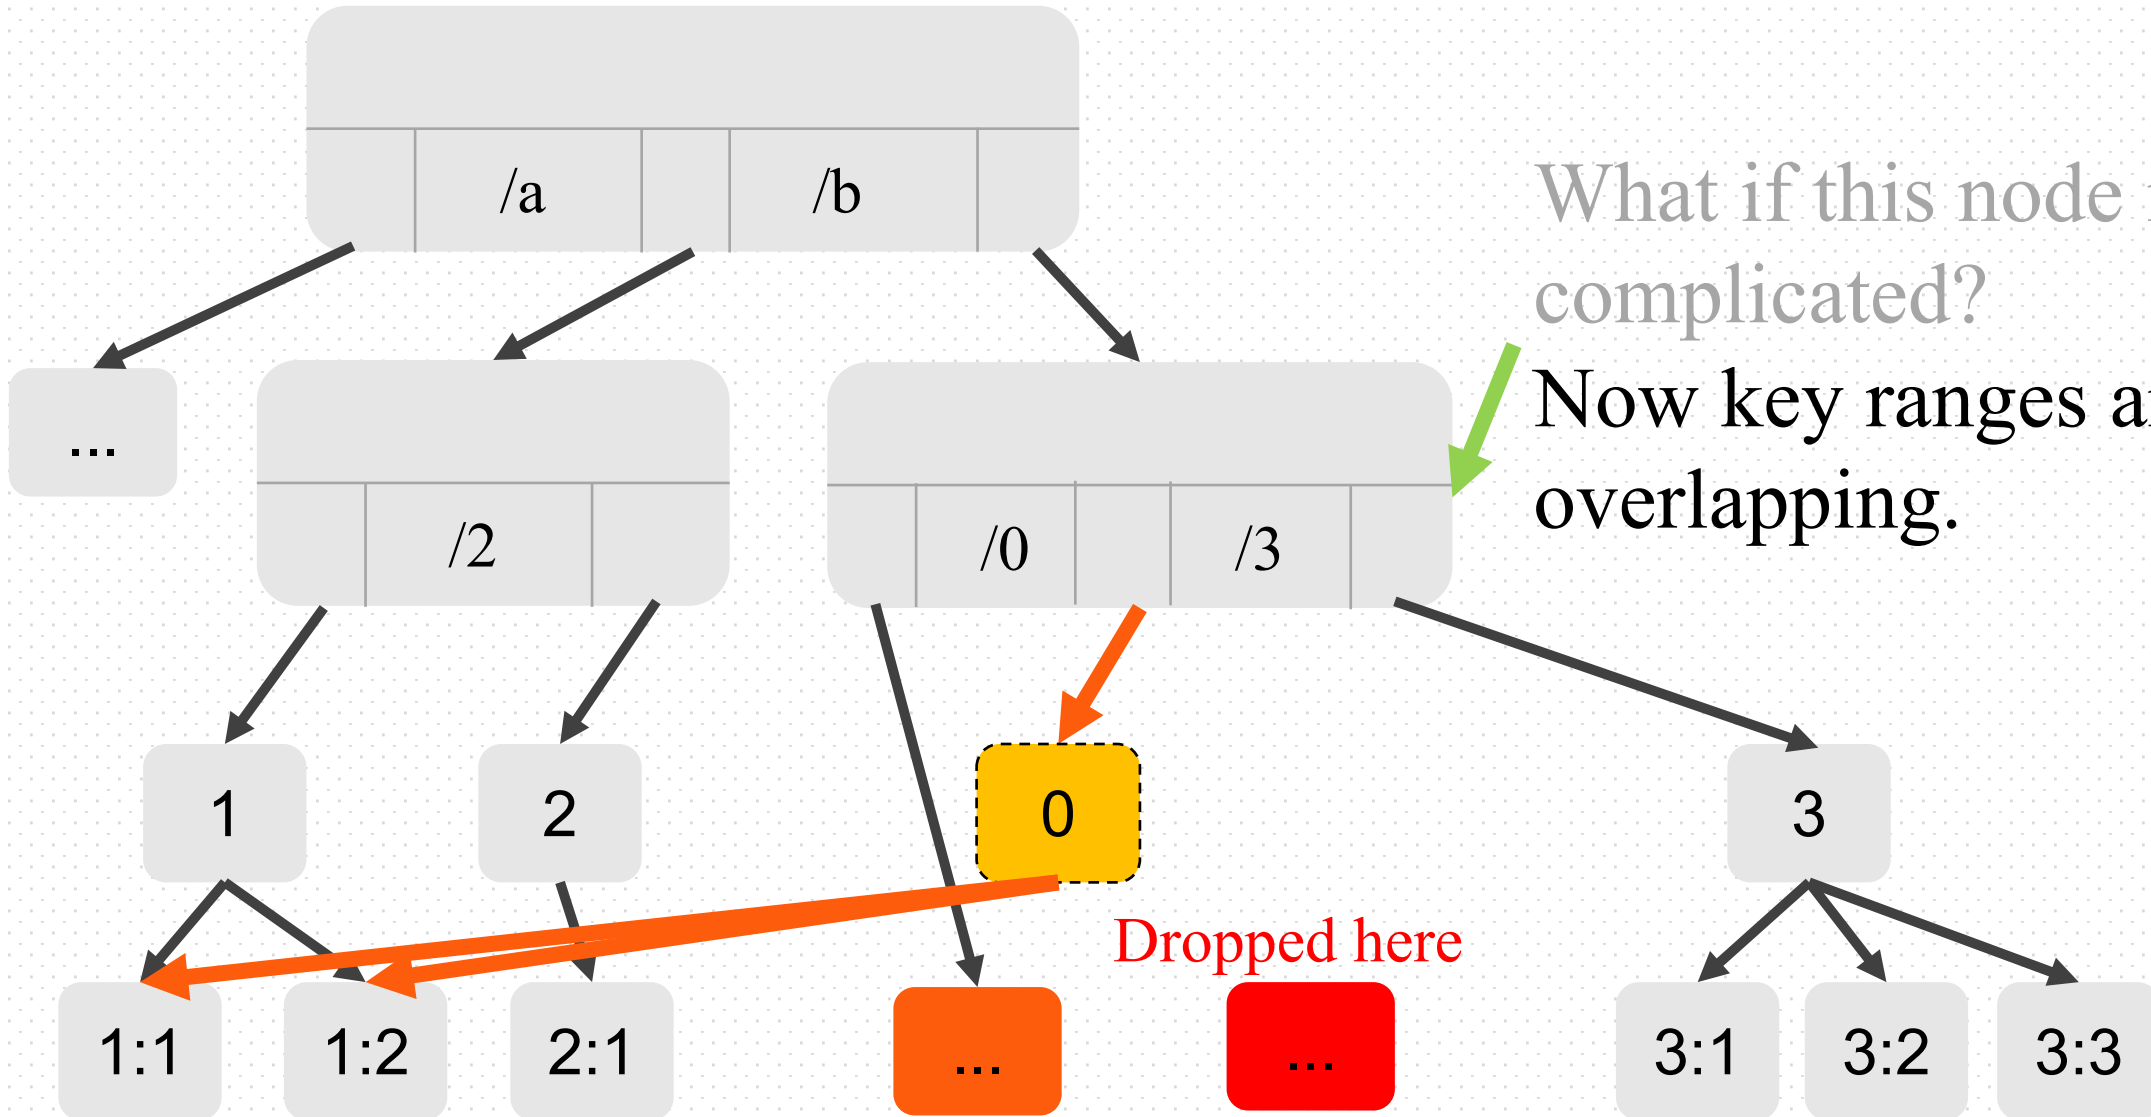 /a
/b
What if this node
complicated?
...
Now key ranges
overlapping.
/2
/0
/3
1
2
0
3
Dropped here
1:1
1:2
2:1
...
...
3:1
3:2
3:3